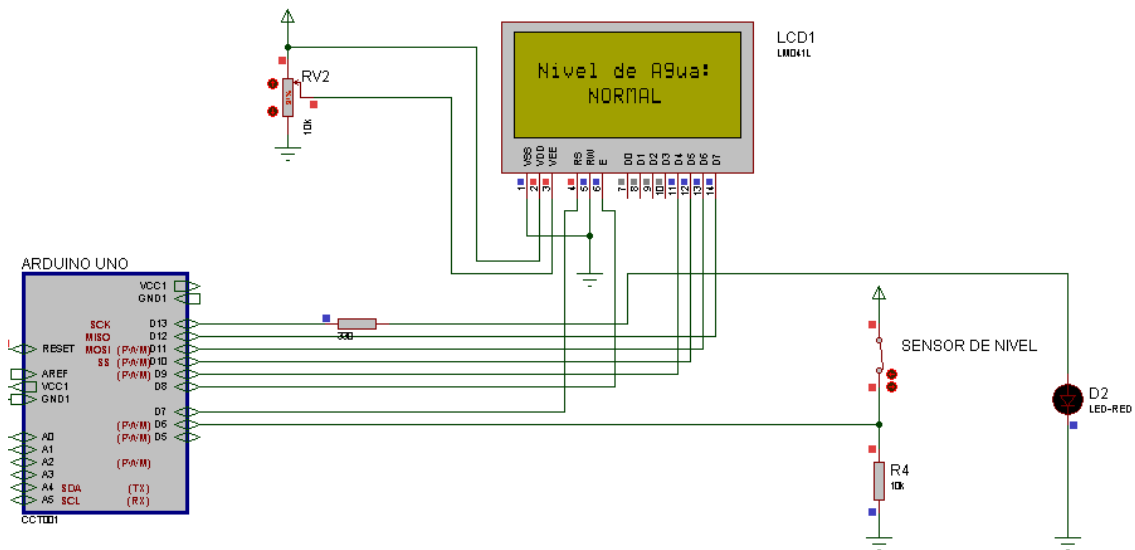 LCD1
LM041L
Nivel de Agua:
NORMAL
RV2
10k
VSS
VDD
VEE
RS
RW
E
D0
D1
D2
D3
D4
D5
D6
D7
1
2
3
4
5
6
7
8
9
10
11
12
13
14
ARDUINO UNO
VCC1
GND1
SCK D13
MISO D12
RESET MOSI (PWM) D11
SS (PWM) D10
AREF (PWM) D9
VCC1 D8
GND1
D7
(PWM) D6
A0 (PWM) D5
A1
A2 (PWM)
A3
A4 SDA (TX)
A5 SCL (RX)
CCT001
330
SENSOR DE NIVEL
D2
LED-RED
R4
10k